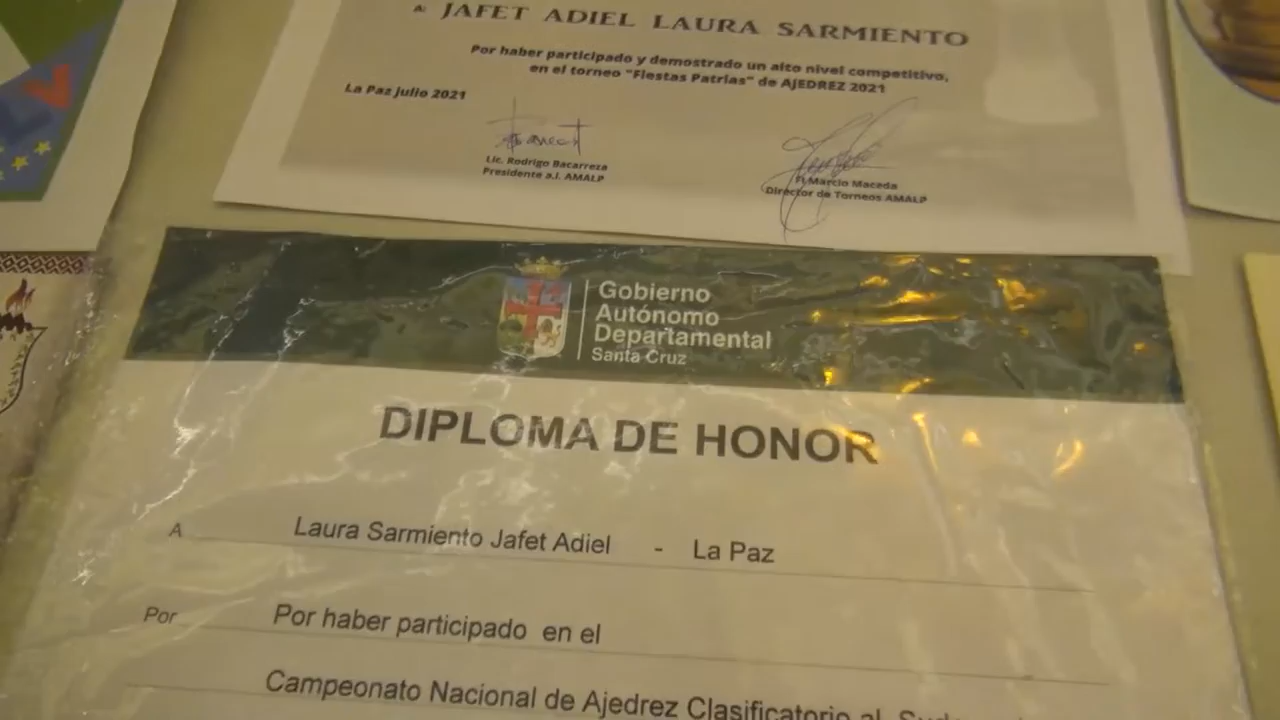 A: JAFET ADIEL LAURA SARMIENTO
Por haber participado y demostrado un alto nivel competitivo,
en el torneo "Fiestas Patrias" de AJEDREZ 2021
La Paz Julio 2021
Lic. Rodrigo Bacarreza
Presidente a.i. AMALP
FI Marcio Maceda
Director de Torneos AMALP
Gobierno
Autónomo
Departamental
Santa Cruz
DIPLOMA DE HONOR
A Laura Sarmiento Jafet Adiel - La Paz
Por Por haber participado en el
Campeonato Nacional de Ajedrez Clasificatorio al